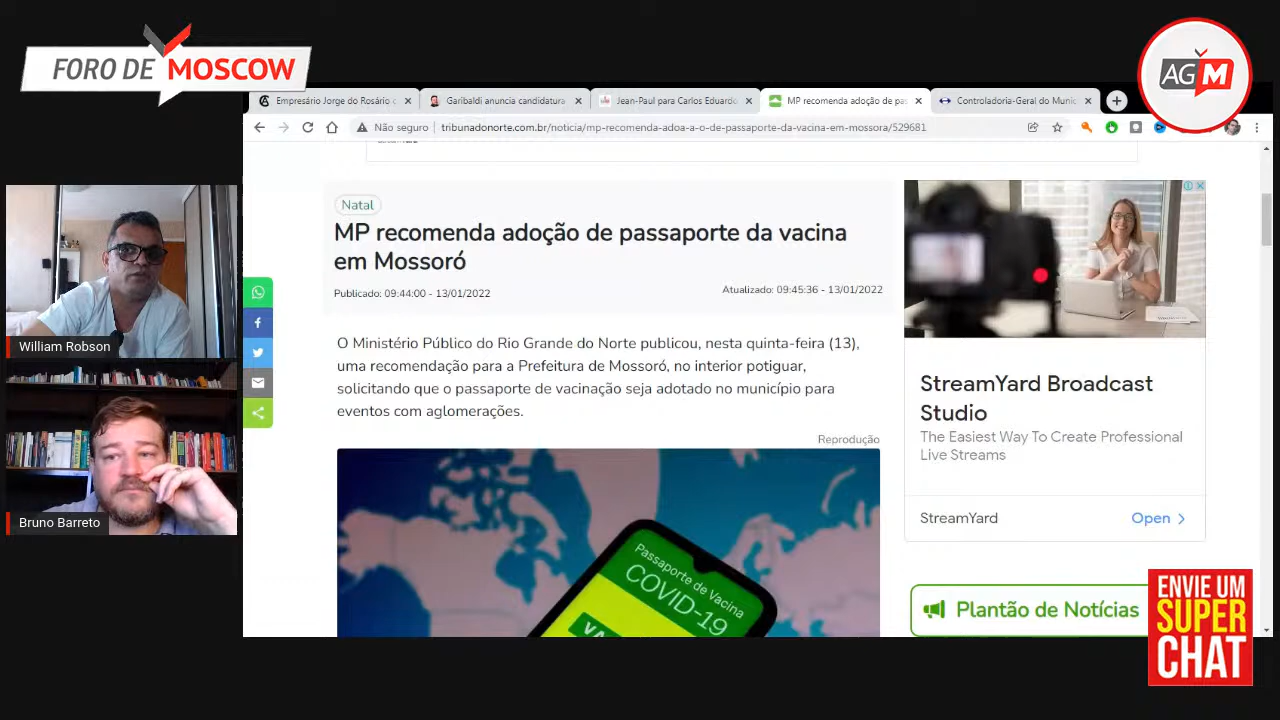 FORO DE MOSCOW
AGM
Empresário Jorge do Rosário c
Garibaldi anuncia candidatura
Jean-Paul para Carlos Eduardo
MP recomenda adoção de pas
Controladoria-Geral do Munic
Não seguro
tribunadonorte.com.br/noticia/mp-recomenda-adoa-a-o-de-passaporte-da-vacina-em-mossora/529681
Natal
MP recomenda adoção de passaporte da vacina
em Mossoró
Publicado: 09:44:00 - 13/01/2022
Atualizado: 09:45:36 - 13/01/2022
O Ministério Público do Rio Grande do Norte publicou, nesta quinta-feira (13),
uma recomendação para a Prefeitura de Mossoró, no interior potiguar,
solicitando que o passaporte de vacinação seja adotado no município para
eventos com aglomerações.
Reprodução
Passaporte de Vacina
COVID-19
VA
William Robson
Bruno Barreto
StreamYard Broadcast
Studio
The Easiest Way To Create Professional
Live Streams
StreamYard
Open
Plantão de Notícias
ENVIE UM
SUPER
CHAT